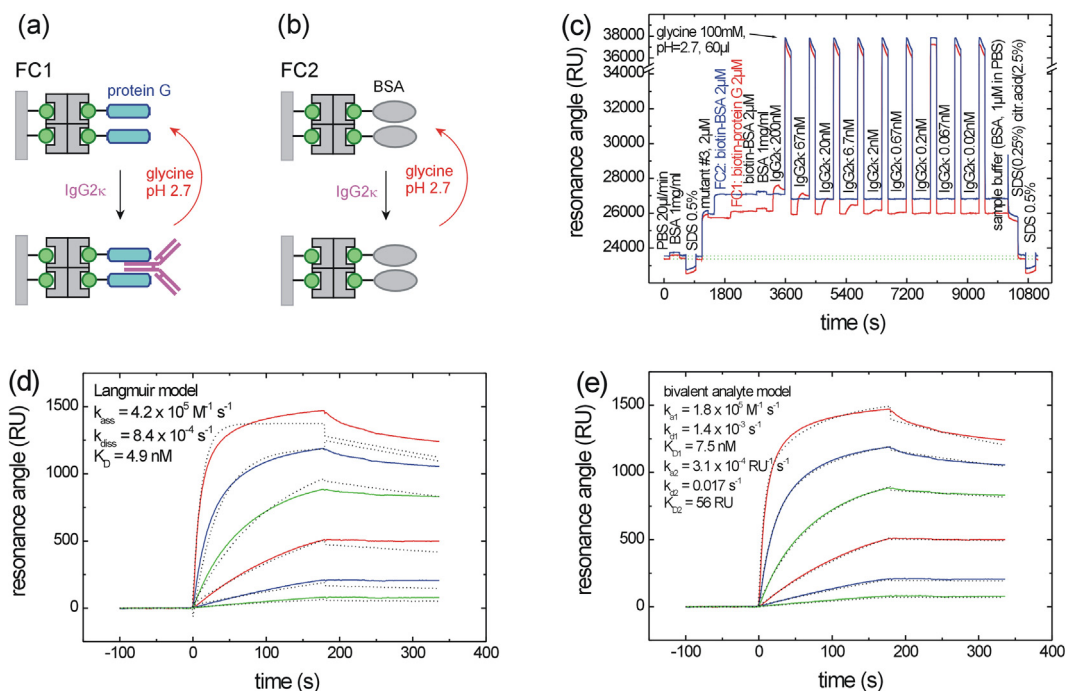 (a)
FC1
protein G
IgG2κ
glycine
pH 2.7
(b)
FC2
BSA
IgG2κ
glycine
pH 2.7
(c)
resonance angle (RU)
38000
36000
34000
32000
30000
28000
26000
24000
glycine 100mM,
pH=2.7, 60µl
PBS 20µl/min
BSA 1mg/ml
SDS 0.5%
mutant #3, 2µM
FC2: biotin-BSA 2µM
FC1: biotin-protein G 2µM
biotin-BSA 2µM
BSA 1mg/ml
IgG2κ 200nM
IgG2κ 67nM
IgG2κ 20nM
IgG2κ 6.7nM
IgG2κ 2nM
IgG2κ 0.67nM
IgG2κ 0.2nM
IgG2κ 0.067nM
IgG2κ 0.02nM
sample buffer (BSA, 1µM in PBS)
SDS(0.25%) citr.acid(2.5%)
SDS 0.5%
0 1800 3600 5400 7200 9000 10800
time (s)
(d)
resonance angle (RU)
1500
1000
500
0
Langmuir model
k_ass = 4.2 x 10⁵ M⁻¹ s⁻¹
k_diss = 8.4 x 10⁻⁴ s⁻¹
K_D = 4.9 nM
-100 0 100 200 300 400
time (s)
(e)
resonance angle (RU)
1500
1000
500
0
bivalent analyte model
k_a1 = 1.8 x 10⁵ M⁻¹ s⁻¹
k_d1 = 1.4 x 10⁻³ s⁻¹
K_D1 = 7.5 nM
k_a2 = 3.1 x 10⁻⁴ RU⁻¹ s⁻¹
k_d2 = 0.017 s⁻¹
K_D2 = 56 RU
-100 0 100 200 300 400
time (s)